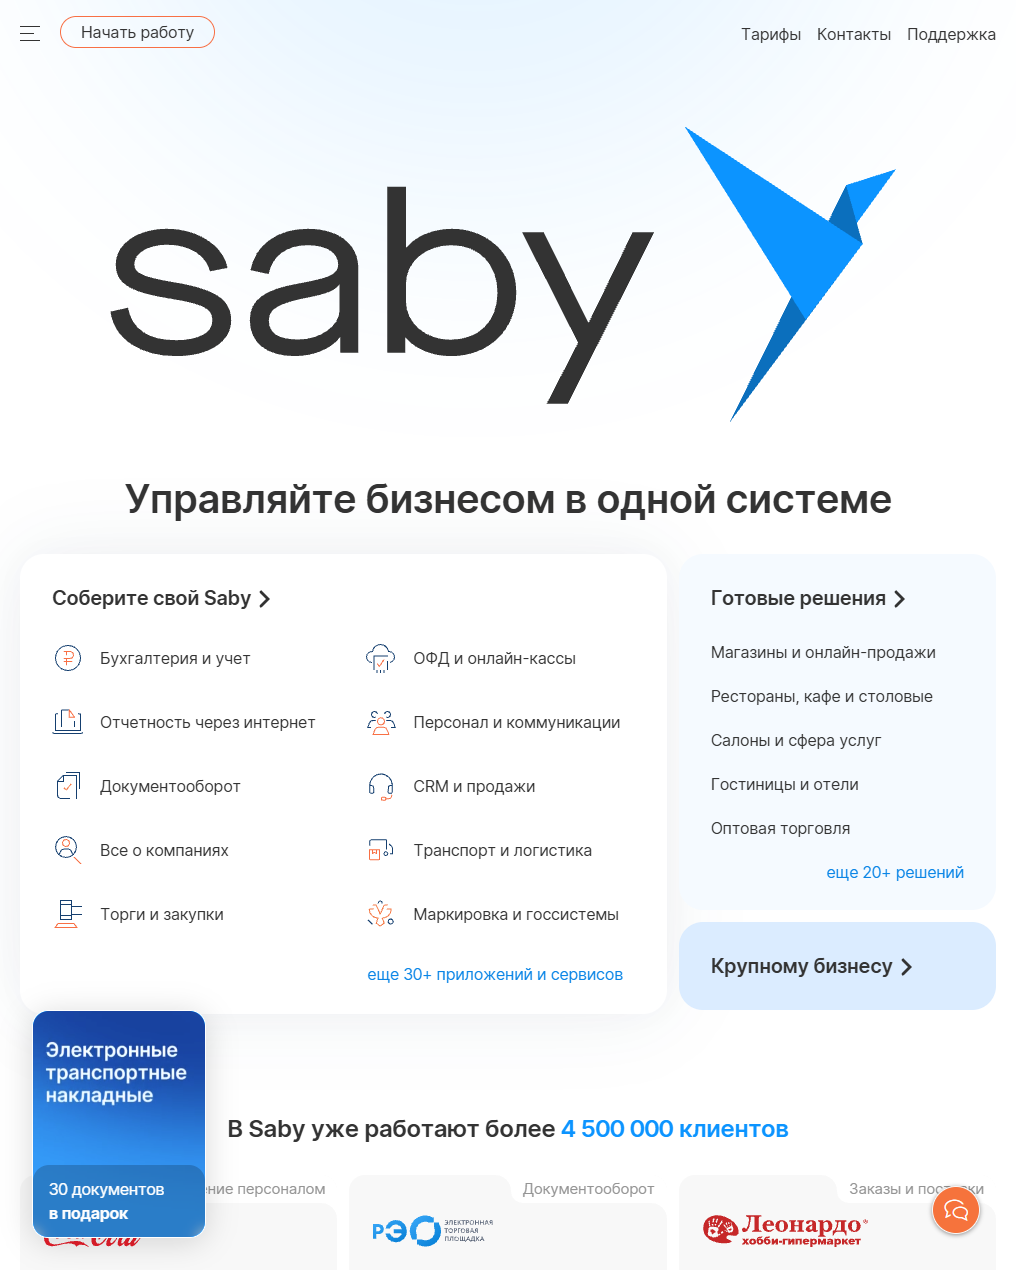 Начать работу
Тарифы Контакты Поддержка
saby
Управляйте бизнесом в одной системе
Соберите свой Saby
Бухгалтерия и учет
Отчетность через интернет
Документооборот
Все о компаниях
Торги и закупки
ОФД и онлайн-кассы
Персонал и коммуникации
CRM и продажи
Транспорт и логистика
Маркировка и госсистемы
еще 30+ приложений и сервисов
Готовые решения
Магазины и онлайн-продажи
Рестораны, кафе и столовые
Салоны и сфера услуг
Гостиницы и отели
Оптовая торговля
еще 20+ решений
Крупному бизнесу
Электронные
транспортные
накладные
30 документов
в подарок
В Saby уже работают более 4 500 000 клиентов
персоналом
Документооборот
РЭО
ЭЛЕКТРОННАЯ
ТОРГОВАЯ
ПЛОЩАДКА
Заказы и
Леонардо
хобби-гипермаркет